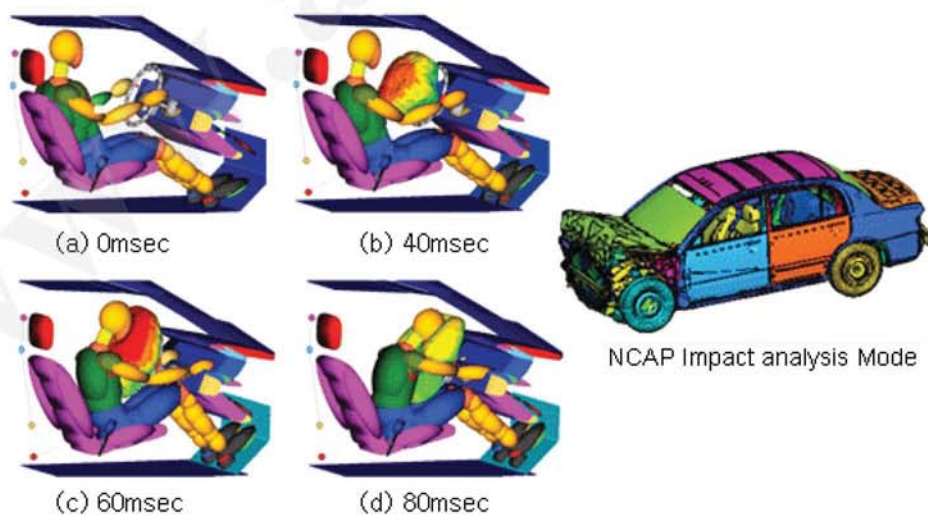 (a) 0msec
(b) 40msec
(c) 60msec
(d) 80msec
NCAP Impact analysis Mode